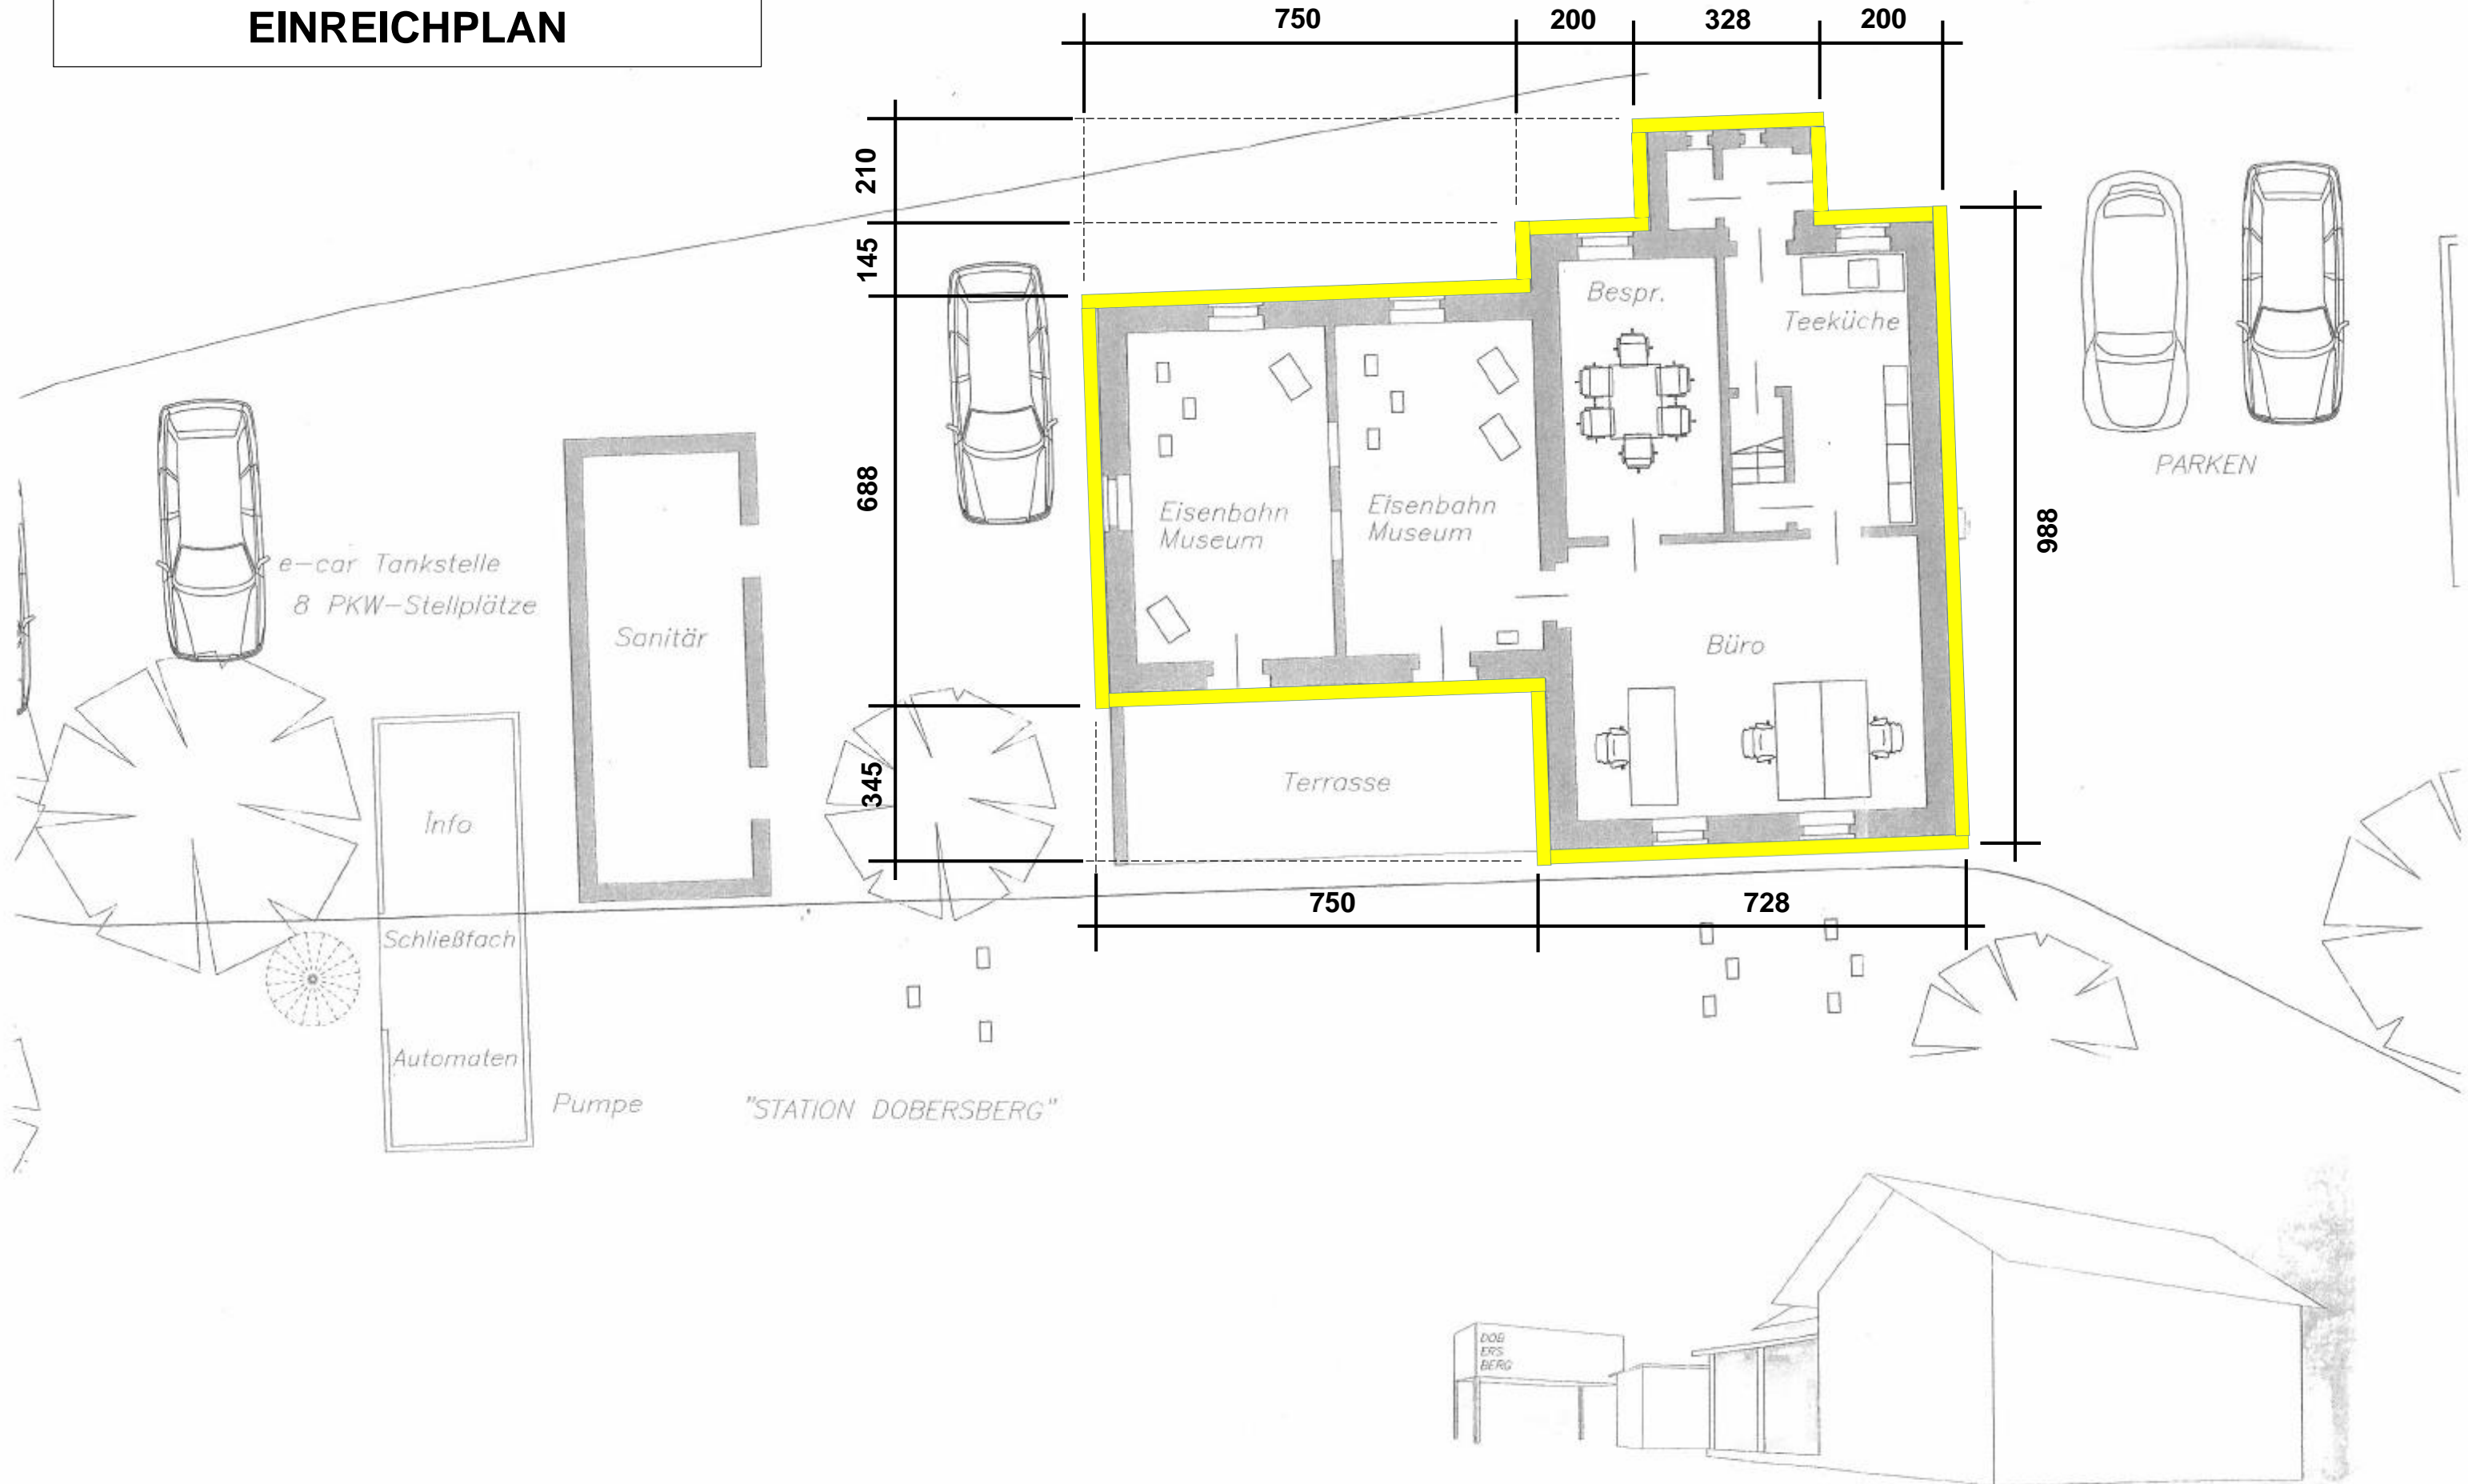 EINREICHPLAN
750
200
328
200
210
145
688
345
988
Bespr.
Teeküche
PARKEN
Eisenbahn
Museum
Eisenbahn
Museum
e-car Tankstelle
8 PKW-Stellplätze
Sanitär
Büro
Terrasse
Info
750
728
Schließfach
Automaten
Pumpe
"STATION DOBERSBERG"
DOB
ERS
BERG